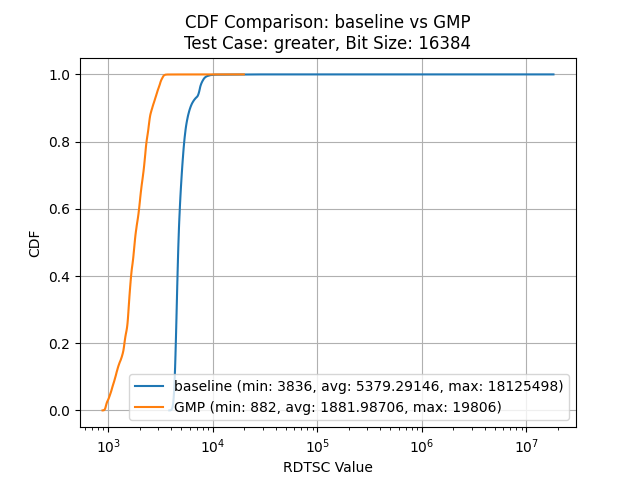 CDF Comparison: baseline vs GMP
Test Case: greater, Bit Size: 16384
CDF
1.0
0.8
0.6
0.4
0.2
0.0
baseline (min: 3836, avg: 5379.29146, max: 18125498)
GMP (min: 882, avg: 1881.98706, max: 19806)
10³ 10⁴ 10⁵ 10⁶ 10⁷
RDTSC Value